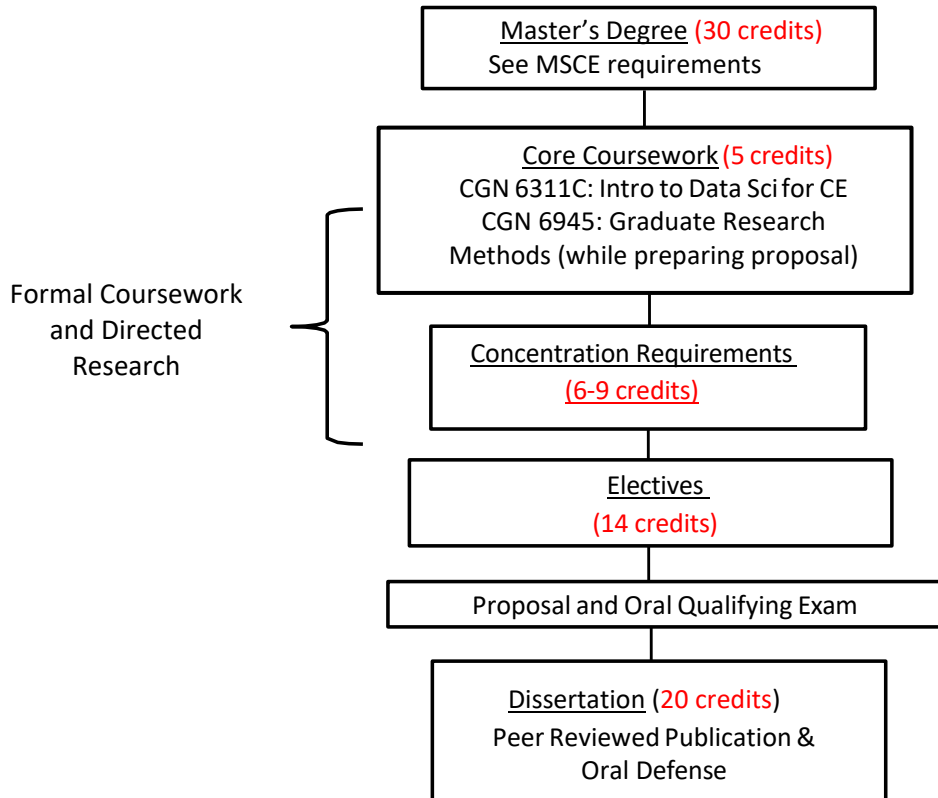 Master’s Degree (30 credits)
See MSCE requirements
Core Coursework (5 credits)
CGN 6311C: Intro to Data Sci for CE
CGN 6945: Graduate Research
Methods (while preparing proposal)
Formal Coursework
and Directed
Research
Concentration Requirements
(6-9 credits)
Electives
(14 credits)
Proposal and Oral Qualifying Exam
Dissertation (20 credits)
Peer Reviewed Publication &
Oral Defense